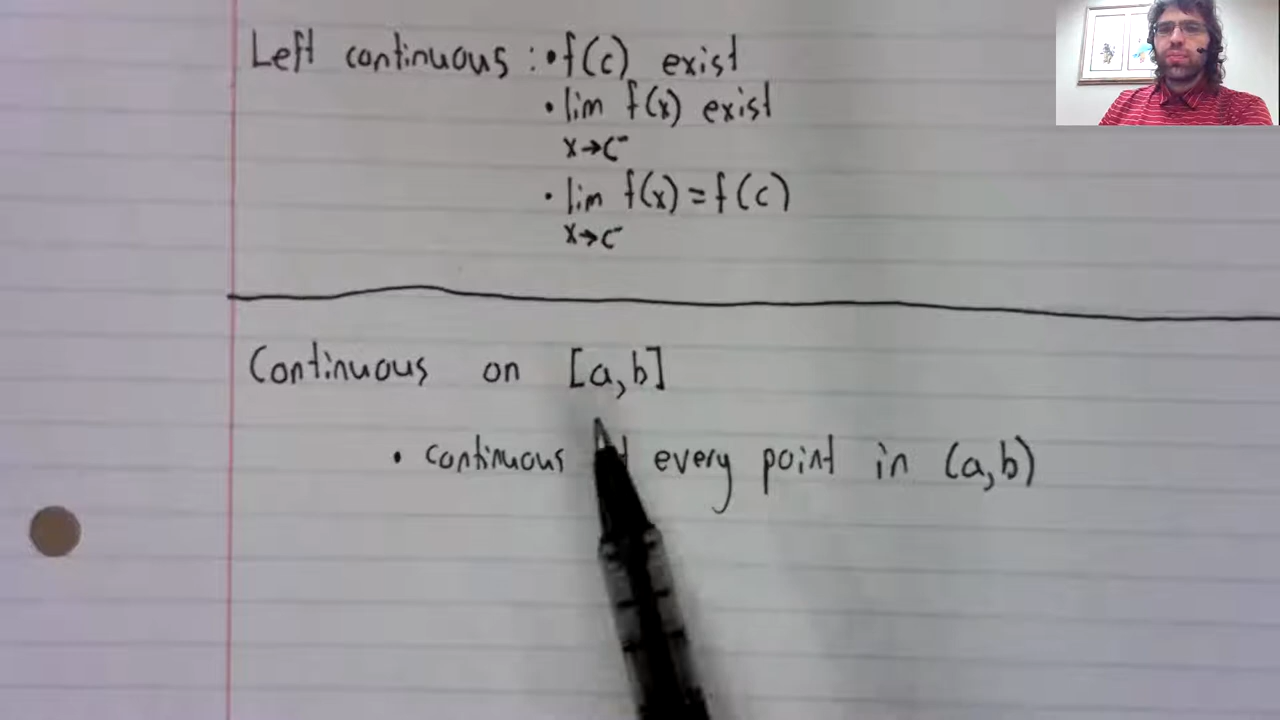 Left continuous : • f(c) exist
• lim f(x) exist
x→c⁻
• lim f(x) = f(c)
x→c⁻
Continuous on [a,b]
• continuous every point in (a,b)